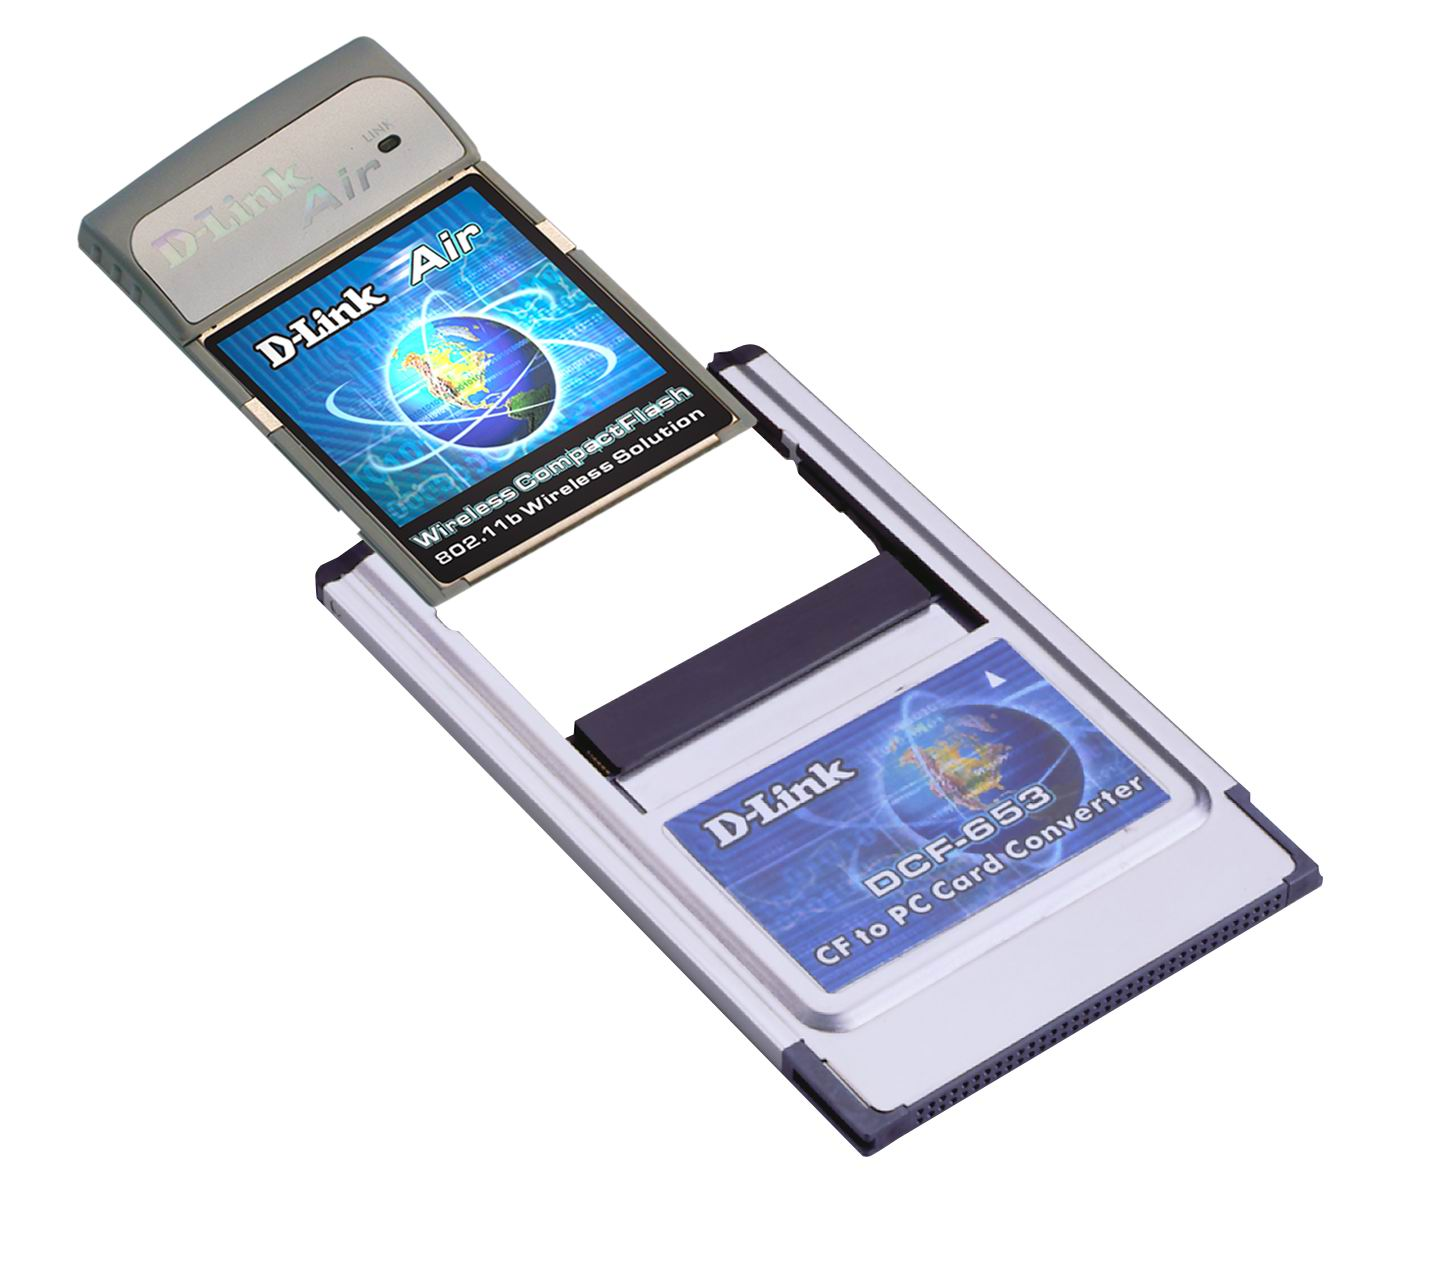 LINK
D-Link
Air
D-Link Air
Wireless CompactFlash
802.11b Wireless Solution
D-Link
DCF-653
CF to PC Card Converter